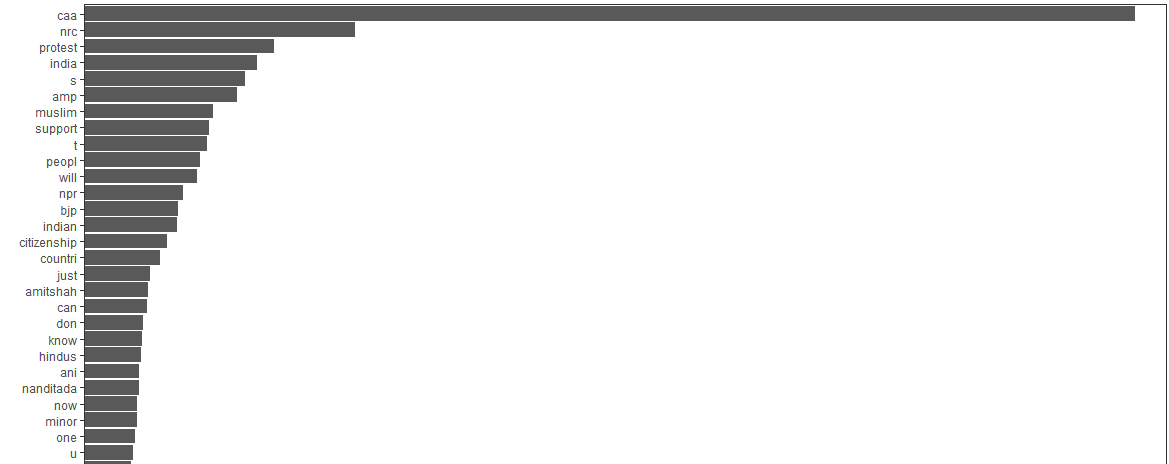 caa
nrc
protest
india
s
amp
muslim
support
t
peopl
will
npr
bjp
indian
citizenship
countri
just
amitshah
can
don
know
hindus
ani
nanditada
now
minor
one
u